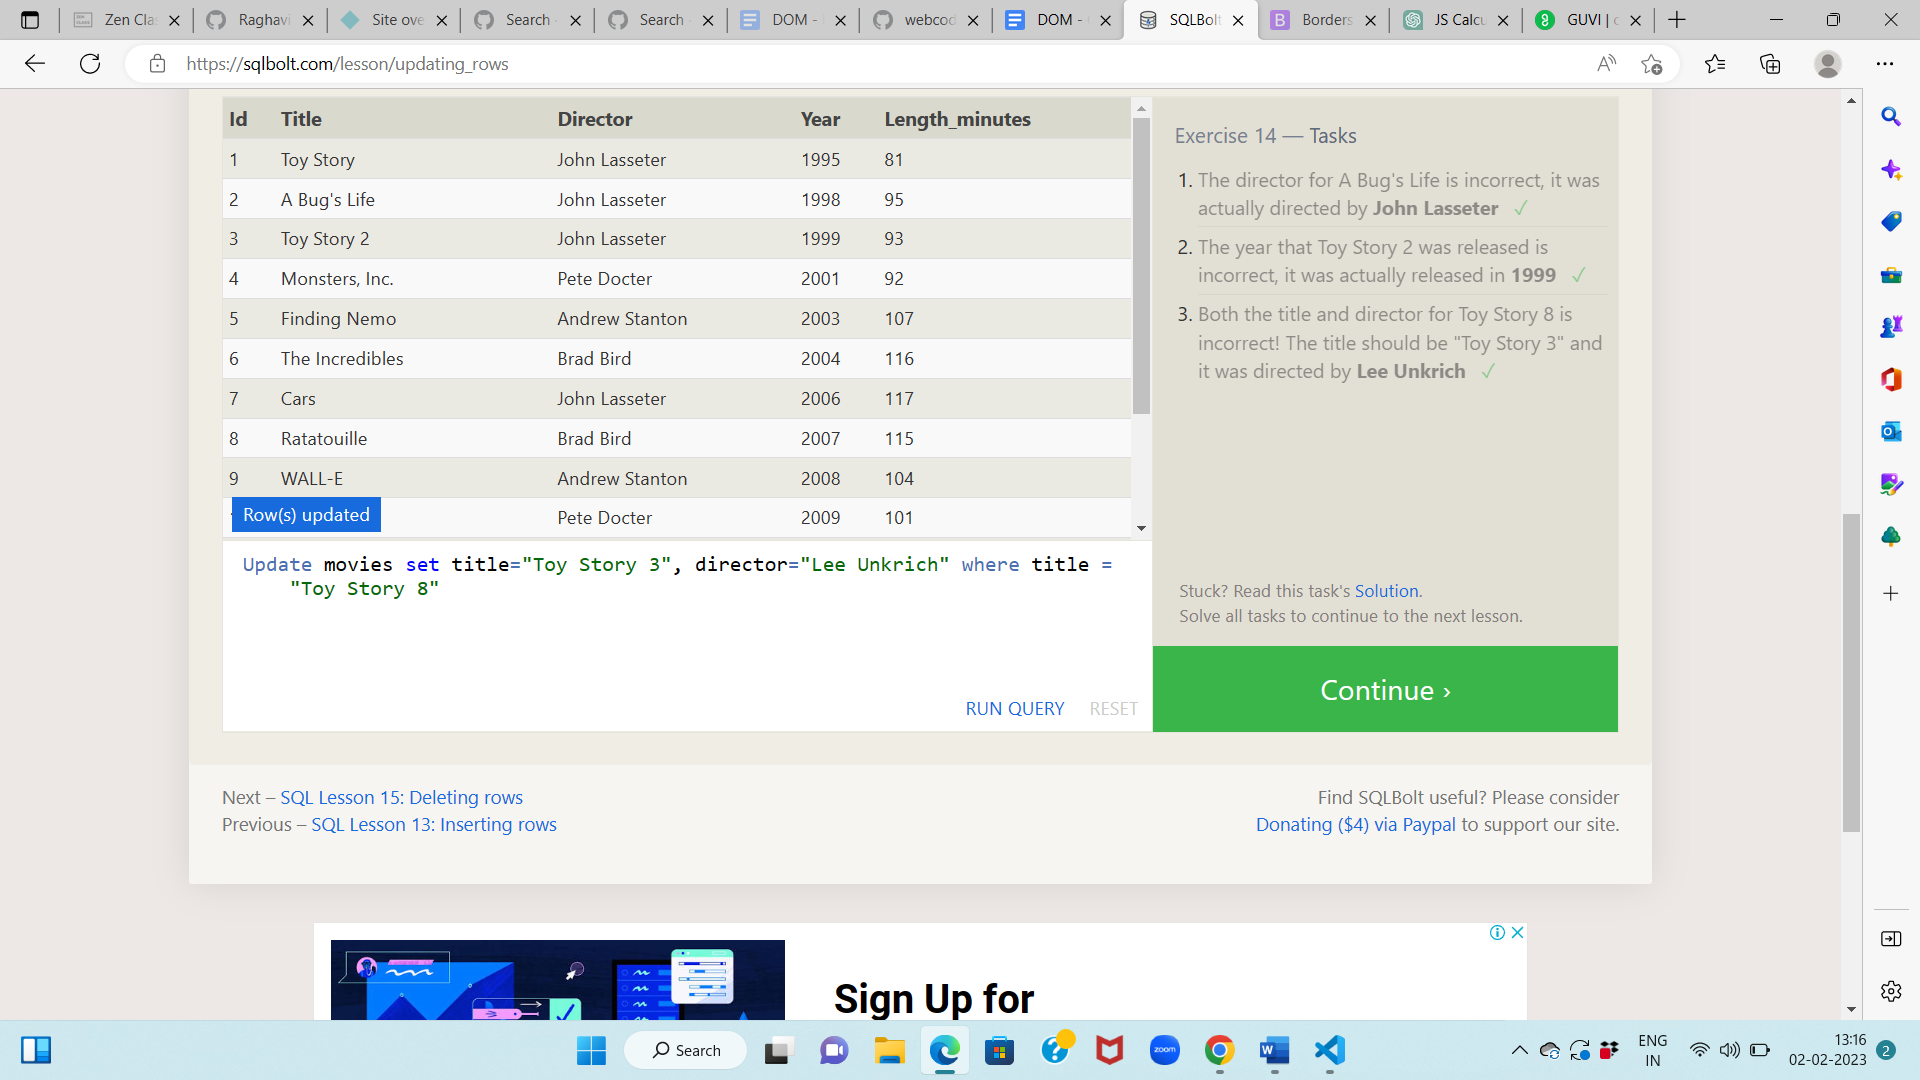 Zen Cla
Raghavi
Site ove
Search -
Search -
DOM -
webcod
DOM -
SQLBolt
Borders
JS Calcu
GUVI | c
https://sqlbolt.com/lesson/updating_rows
Id Title Director Year Length_minutes
1 Toy Story John Lasseter 1995 81
2 A Bug's Life John Lasseter 1998 95
3 Toy Story 2 John Lasseter 1999 93
4 Monsters, Inc. Pete Docter 2001 92
5 Finding Nemo Andrew Stanton 2003 107
6 The Incredibles Brad Bird 2004 116
7 Cars John Lasseter 2006 117
8 Ratatouille Brad Bird 2007 115
9 WALL-E Andrew Stanton 2008 104
Pete Docter 2009 101
Row(s) updated
Update movies set title="Toy Story 3", director="Lee Unkrich" where title =
"Toy Story 8"
RUN QUERY RESET
Exercise 14 — Tasks
1. The director for A Bug's Life is incorrect, it was
actually directed by John Lasseter ✓
2. The year that Toy Story 2 was released is
incorrect, it was actually released in 1999 ✓
3. Both the title and director for Toy Story 8 is
incorrect! The title should be "Toy Story 3" and
it was directed by Lee Unkrich ✓
Stuck? Read this task's Solution.
Solve all tasks to continue to the next lesson.
Continue ›
Next – SQL Lesson 15: Deleting rows
Previous – SQL Lesson 13: Inserting rows
Find SQLBolt useful? Please consider
Donating ($4) via Paypal to support our site.
Sign Up for
Search
zoom
ENG
IN
13:16
02-02-2023
2